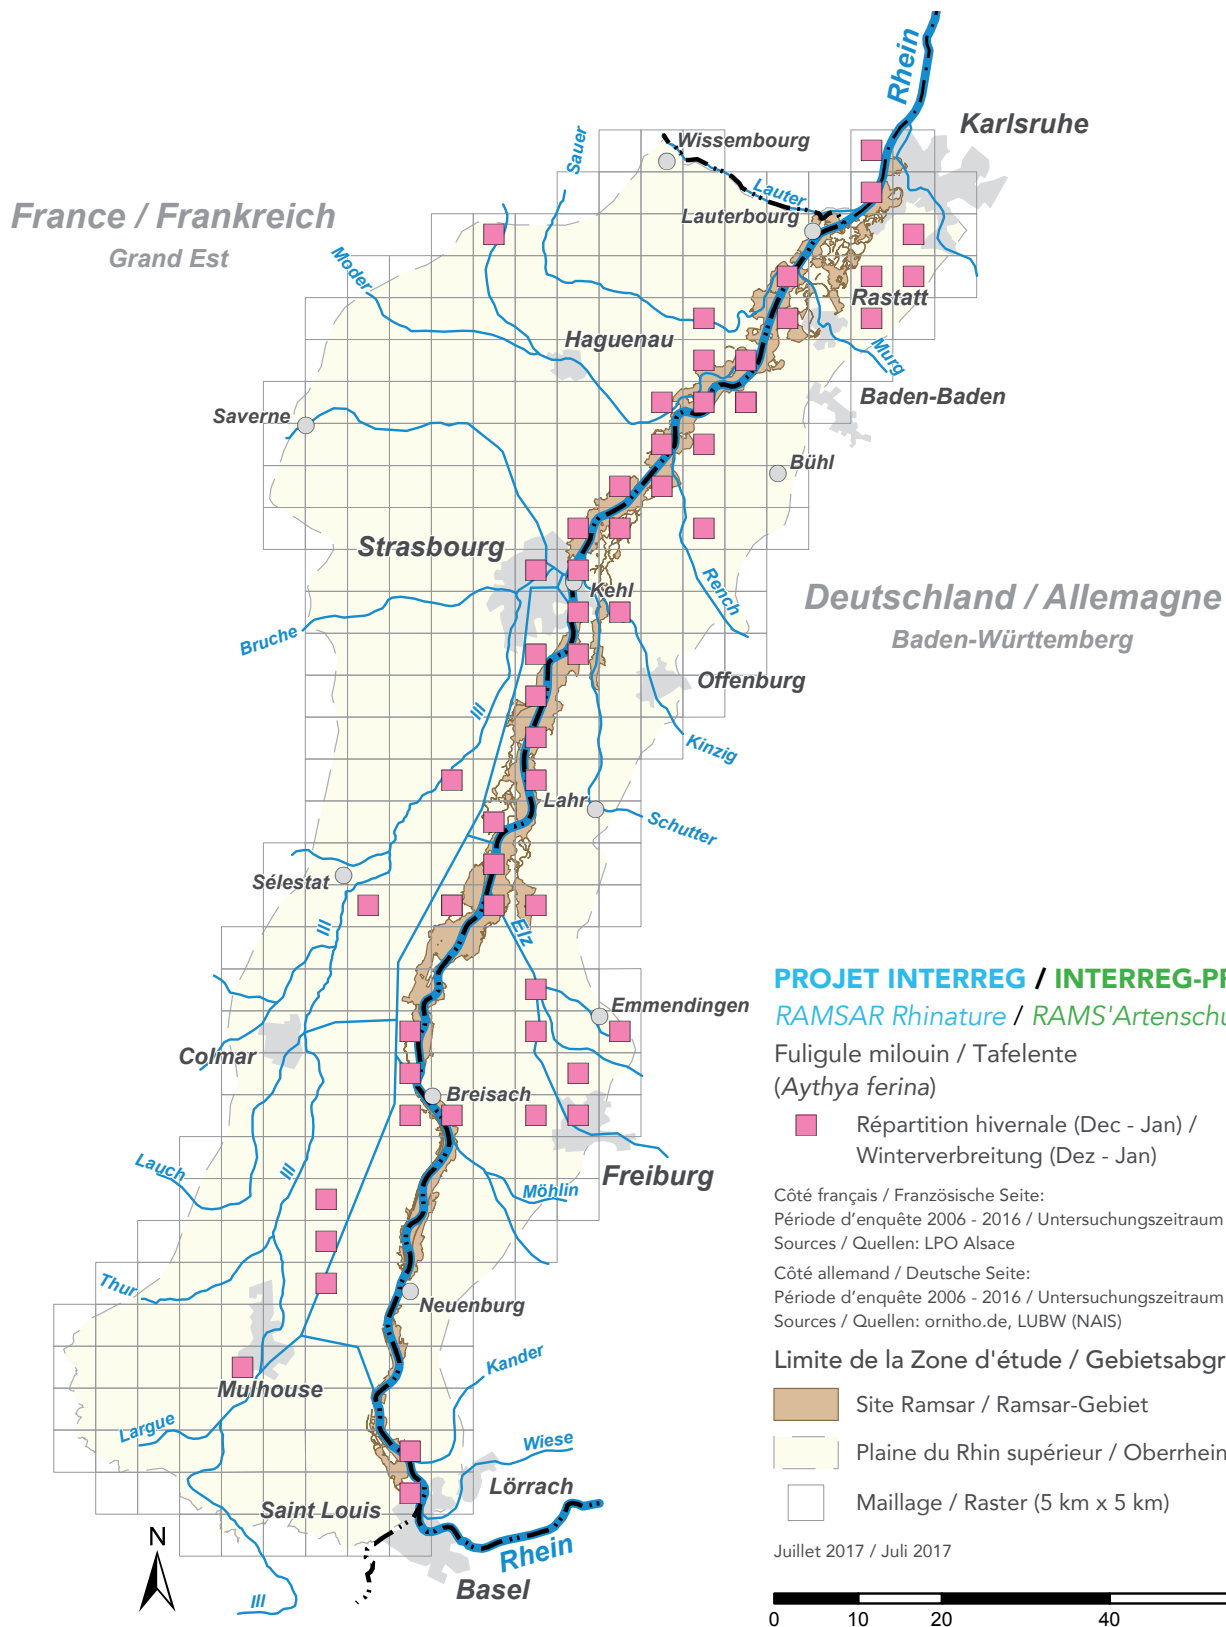 Rhein
Karlsruhe
Wissembourg
Sauer
Lauter
Lauterbourg
France / Frankreich
Grand Est
Moder
Rastatt
Haguenau
Murg
Baden-Baden
Saverne
Bühl
Strasbourg
Kehl
Rench
Deutschland / Allemagne
Baden-Württemberg
Bruche
Offenburg
Ill
Kinzig
Lahr
Schutter
Sélestat
Ill
Elz
Emmendingen
Colmar
Breisach
Lauch
Ill
Freiburg
Möhlin
Thur
Neuenburg
Kander
Mulhouse
Largue
Wiese
Lörrach
Saint Louis
N
Rhein
Basel
Ill
PROJET INTERREG / INTERREG-PR
RAMSAR Rhinature / RAMS'Artenschu
Fuligule milouin / Tafelente
(Aythya ferina)
Répartition hivernale (Dec - Jan) /
Winterverbreitung (Dez - Jan)
Côté français / Französische Seite:
Période d'enquête 2006 - 2016 / Untersuchungszeitraum
Sources / Quellen: LPO Alsace
Côté allemand / Deutsche Seite:
Période d'enquête 2006 - 2016 / Untersuchungszeitraum
Sources / Quellen: ornitho.de, LUBW (NAIS)
Limite de la Zone d'étude / Gebietsabgr
Site Ramsar / Ramsar-Gebiet
Plaine du Rhin supérieur / Oberrhein
Maillage / Raster (5 km x 5 km)
Juillet 2017 / Juli 2017
0 10 20 40